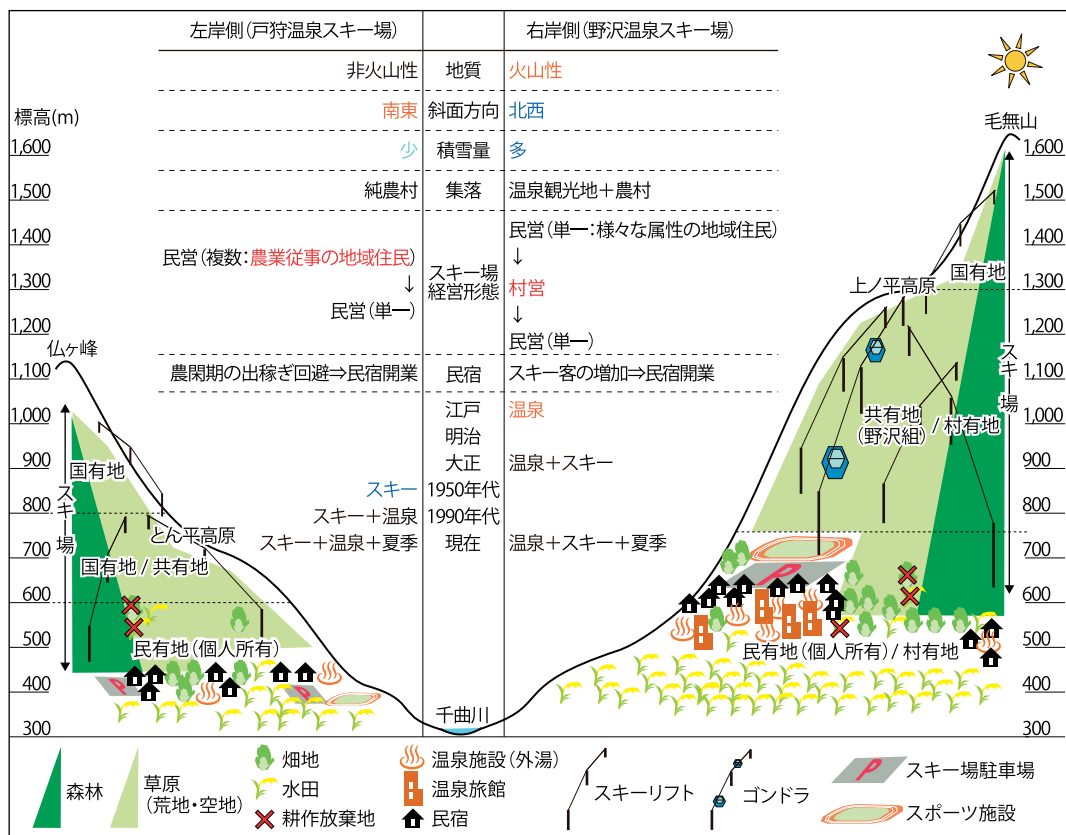 左岸側(戸狩温泉スキー場)
右岸側(野沢温泉スキー場)
非火山性 地質 火山性
南東 斜面方向 北西
少 積雪量 多
純農村 集落 温泉観光地+農村
民営(複数:農業従事の地域住民)
↓
民営(単一)
スキー場
経営形態
民営(単一:様々な属性の地域住民)
↓
村営
↓
民営(単一)
農閑期の出稼ぎ回避⇒民宿開業 民宿 スキー客の増加⇒民宿開業
江戸 温泉
明治
大正 温泉+スキー
スキー 1950年代
スキー+温泉 1990年代
スキー+温泉+夏季 現在 温泉+スキー+夏季
標高(m)
1,600
1,500
1,400
1,300
1,200
1,100
1,000
900
800
700
600
500
400
300
仏ヶ峰
スキー場
国有地
とん平高原
国有地/共有地
民有地(個人所有)
P
P
千曲川
毛無山
1,600
1,500
1,400
1,300
1,200
1,100
1,000
900
800
700
600
500
400
300
国有地
上ノ平高原
スキー場
共有地
(野沢組)/村有地
P
民有地(個人所有)/村有地
森林
草原
(荒地・空地)
畑地
水田
耕作放棄地
温泉施設(外湯)
温泉旅館
民宿
スキーリフト
ゴンドラ
P
スキー場駐車場
スポーツ施設